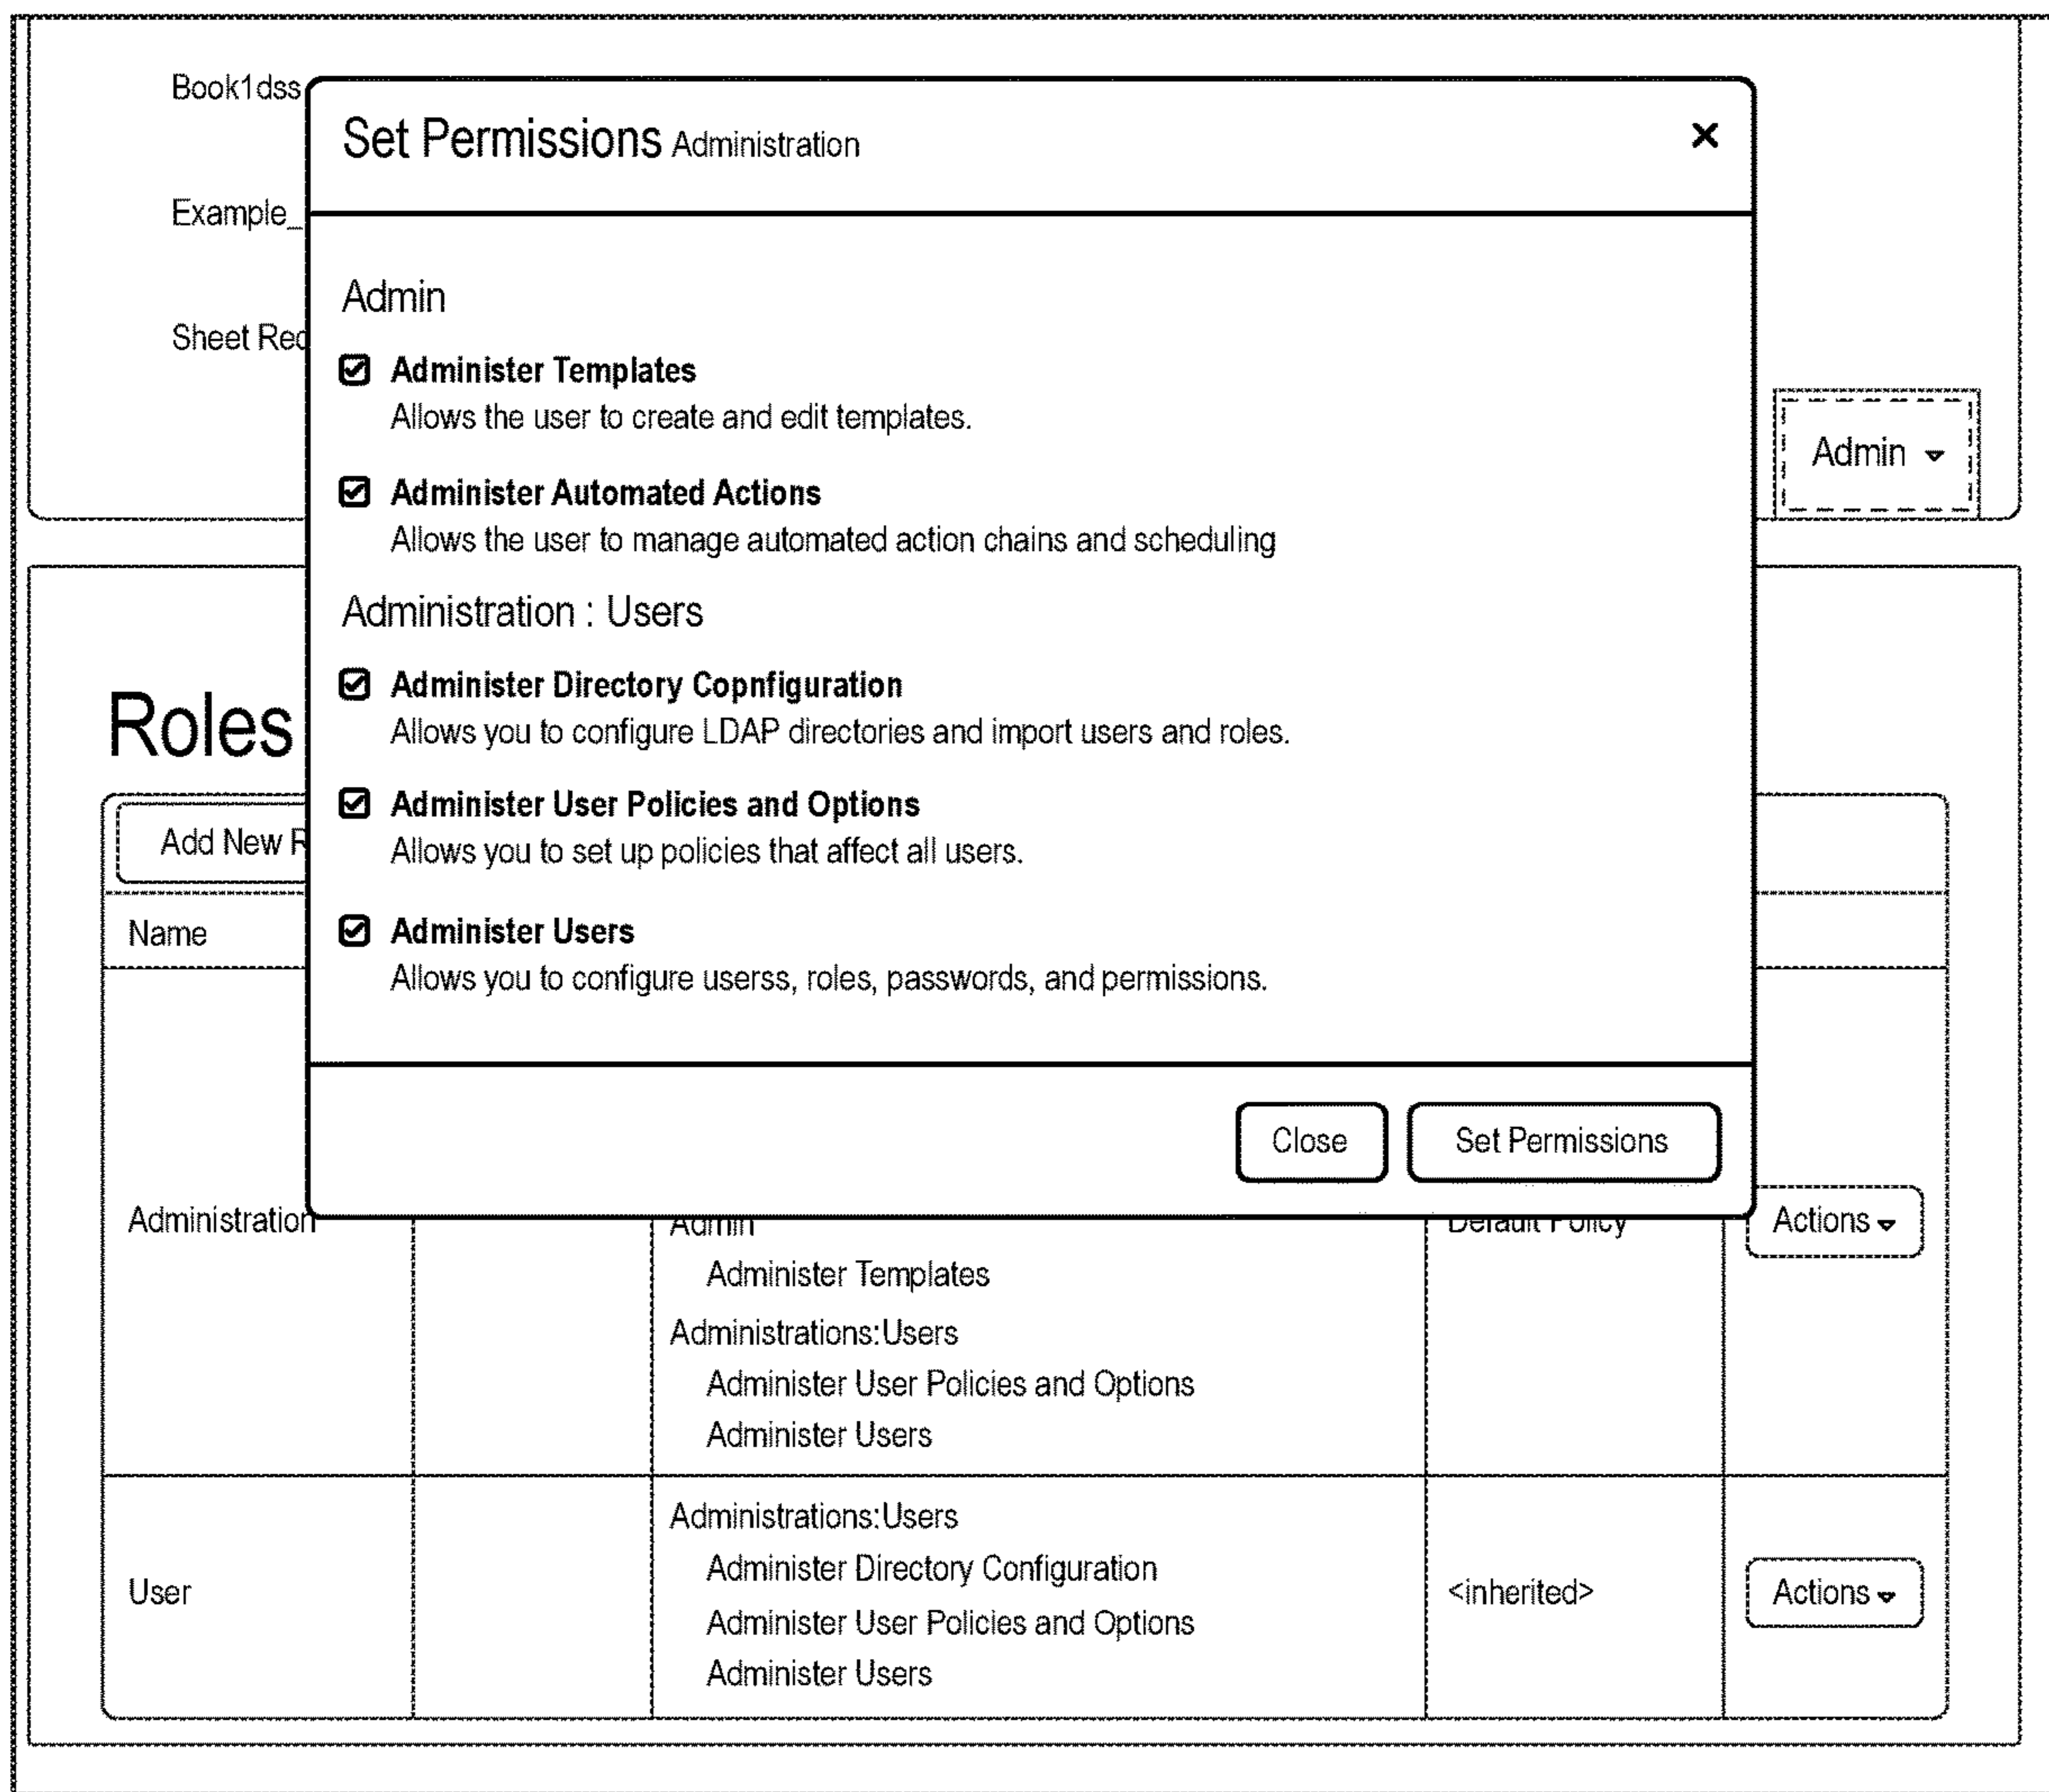 Book1dss
Example_
Sheet Rec
Set Permissions Administration
Admin
Administer Templates
Allows the user to create and edit templates.
Administer Automated Actions
Allows the user to manage automated action chains and scheduling
Administration : Users
Administer Directory Copnfiguration
Allows you to configure LDAP directories and import users and roles.
Administer User Policies and Options
Allows you to set up policies that affect all users.
Administer Users
Allows you to configure userss, roles, passwords, and permissions.
Close Set Permissions
Admin
Roles
Add New R
Name
Administration Admin Default Policy Actions
Administer Templates
Administrations:Users
Administer User Policies and Options
Administer Users
User
Administrations:Users
Administer Directory Configuration
Administer User Policies and Options
Administer Users
<inherited>
Actions